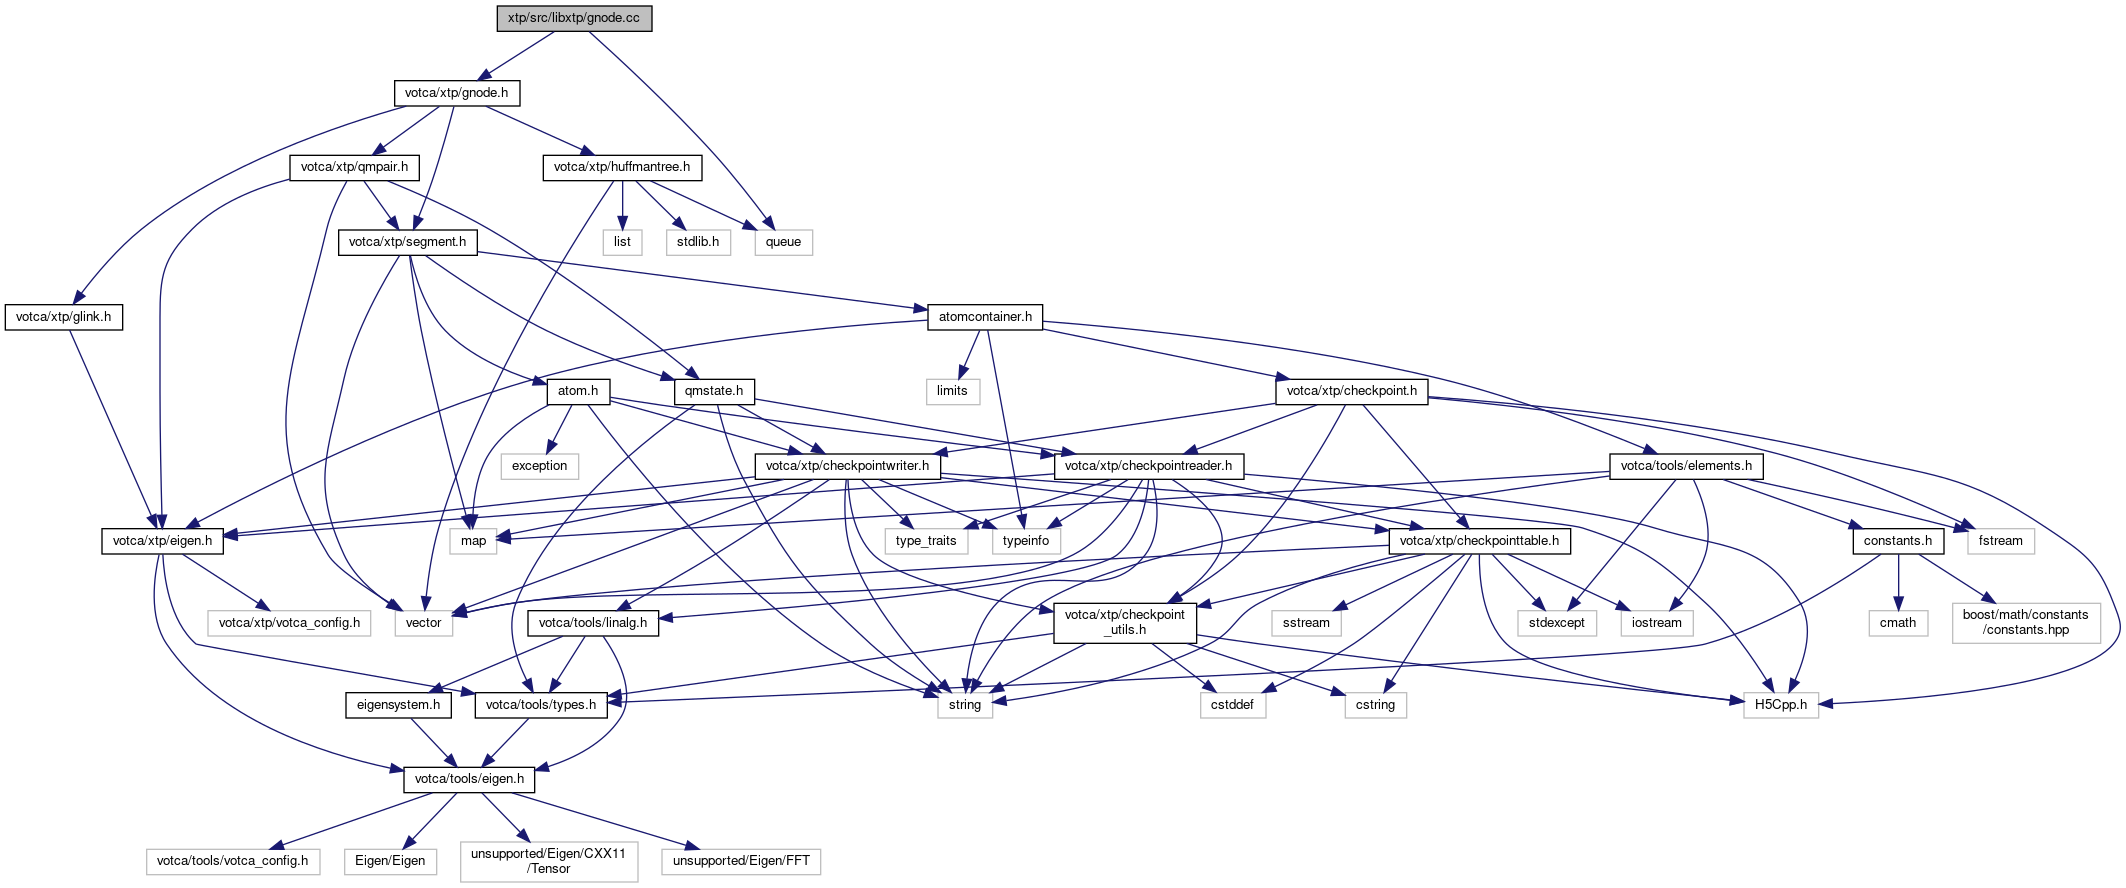 xtp/src/libxtp/gnode.cc
votca/xtp/gnode.h
votca/xtp/qmpair.h
votca/xtp/huffmantree.h
votca/xtp/segment.h
list
stdlib.h
queue
votca/xtp/glink.h
atomcontainer.h
atom.h
qmstate.h
limits
votca/xtp/checkpoint.h
exception
votca/xtp/checkpointwriter.h
votca/xtp/checkpointreader.h
votca/tools/elements.h
votca/xtp/eigen.h
map
type_traits
typeinfo
votca/xtp/checkpointtable.h
constants.h
fstream
votca/xtp/votca_config.h
vector
votca/tools/linalg.h
votca/xtp/checkpoint
_utils.h
sstream
stdexcept
iostream
cmath
boost/math/constants
/constants.hpp
eigensystem.h
votca/tools/types.h
string
cstddef
cstring
H5Cpp.h
votca/tools/eigen.h
votca/tools/votca_config.h
Eigen/Eigen
unsupported/Eigen/CXX11
/Tensor
unsupported/Eigen/FFT